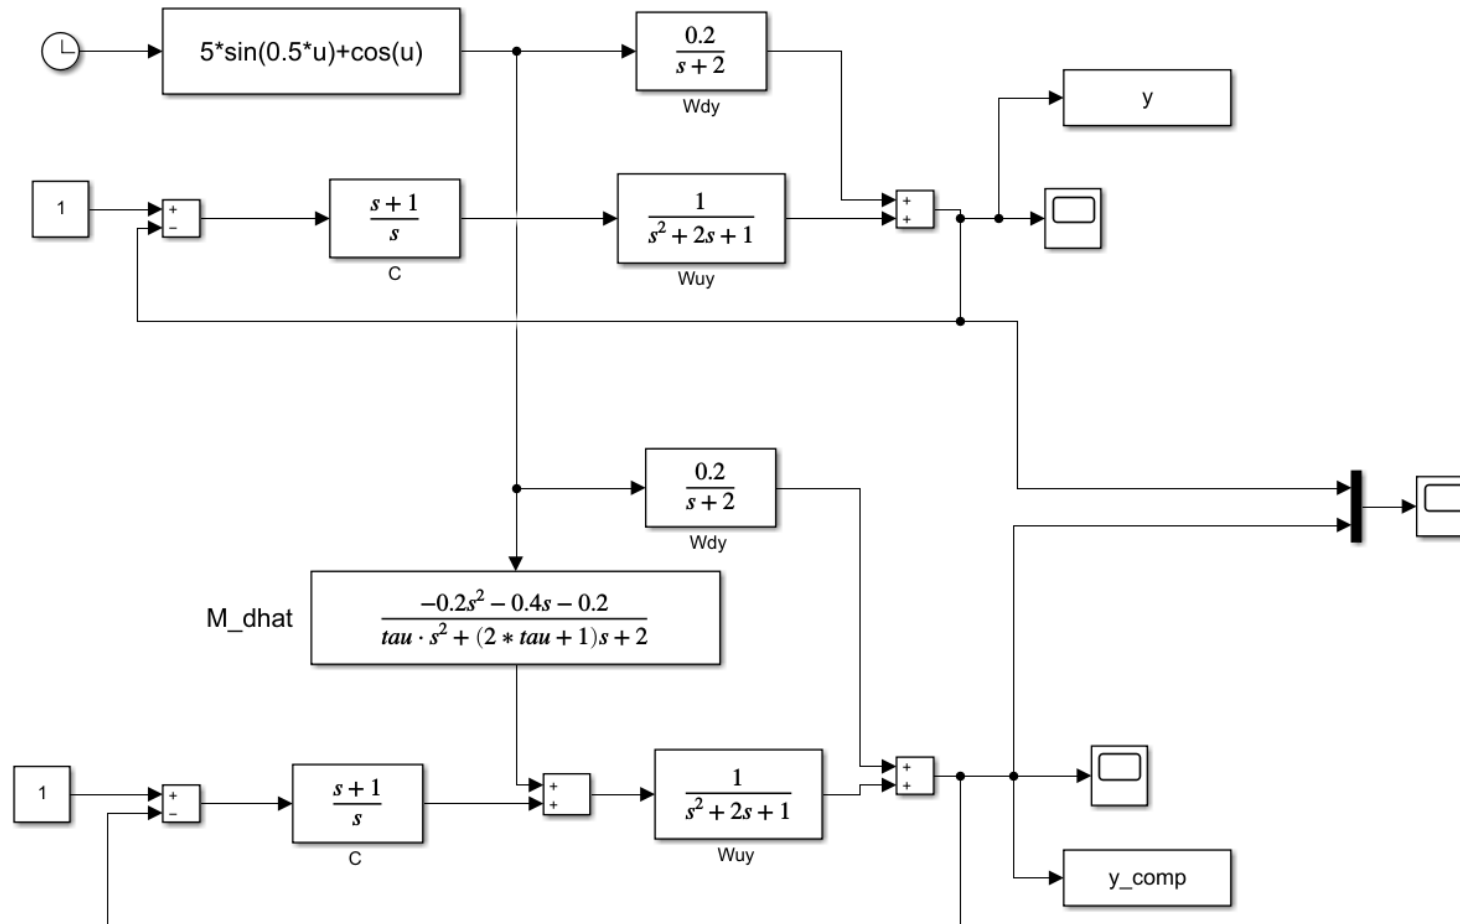 5*sin(0.5*u)+cos(u)
0.2
s + 2
Wdy
y
1
+
−
s + 1
s
C
1
s² + 2s + 1
Wuy
+
+
0.2
s + 2
Wdy
M_dhat
−0.2s² − 0.4s − 0.2
tau · s² + (2 * tau + 1)s + 2
1
+
−
s + 1
s
C
+
+
1
s² + 2s + 1
Wuy
+
+
y_comp